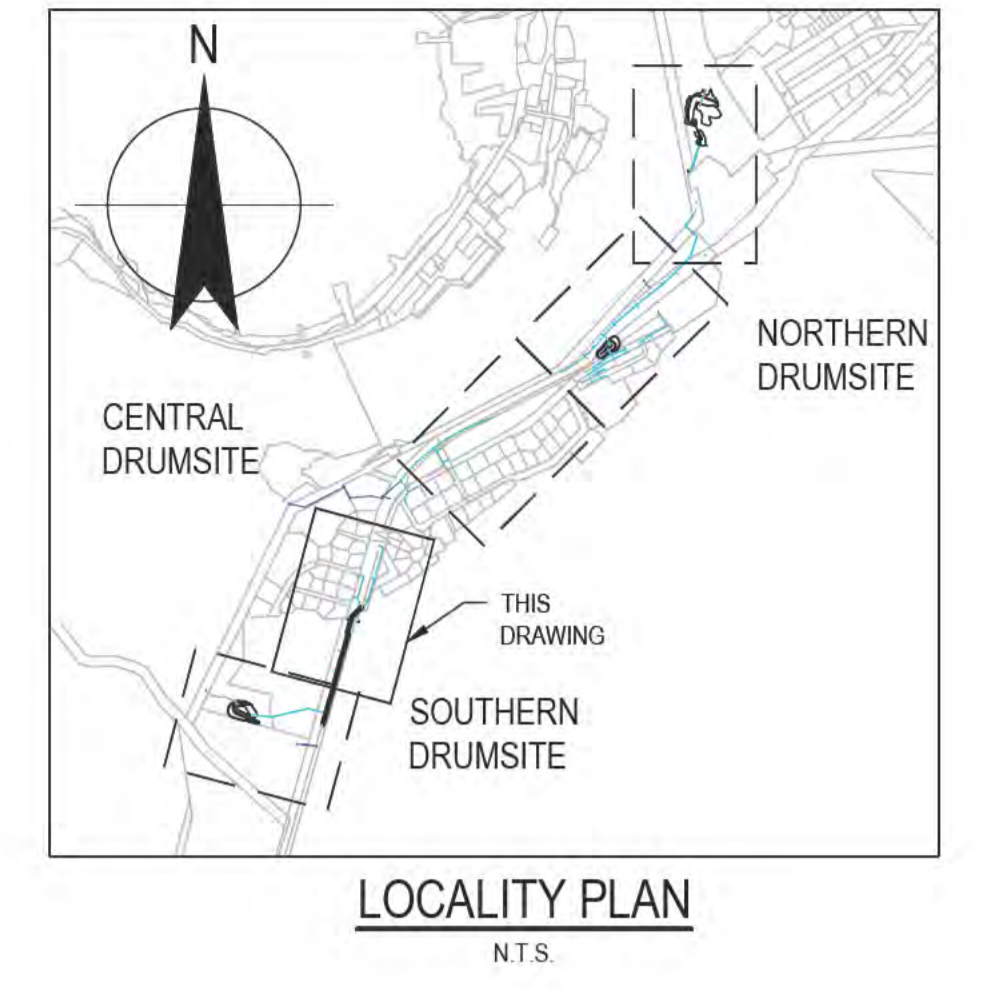 N
NORTHERN
DRUMSITE
CENTRAL
DRUMSITE
THIS
DRAWING
SOUTHERN
DRUMSITE
LOCALITY PLAN
N.T.S.